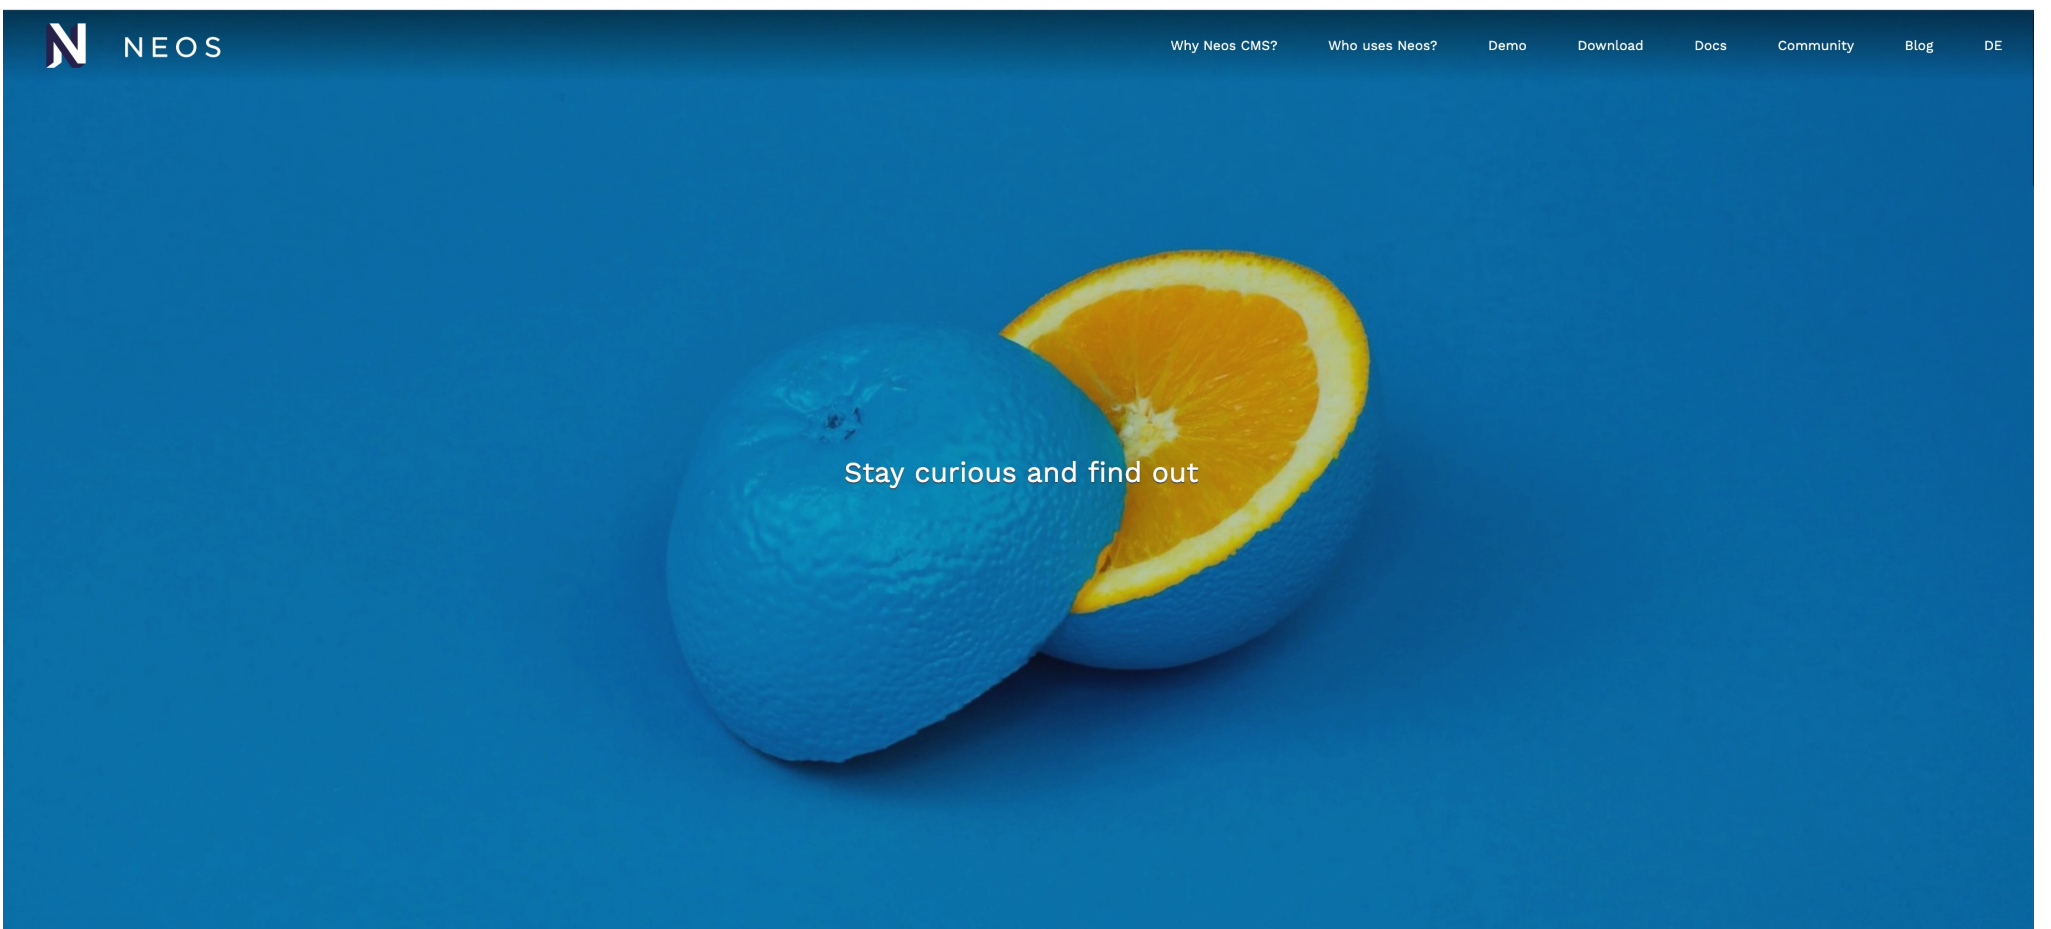 NEOS
Why Neos CMS? Who uses Neos? Demo Download Docs Community Blog DE
Stay curious and find out